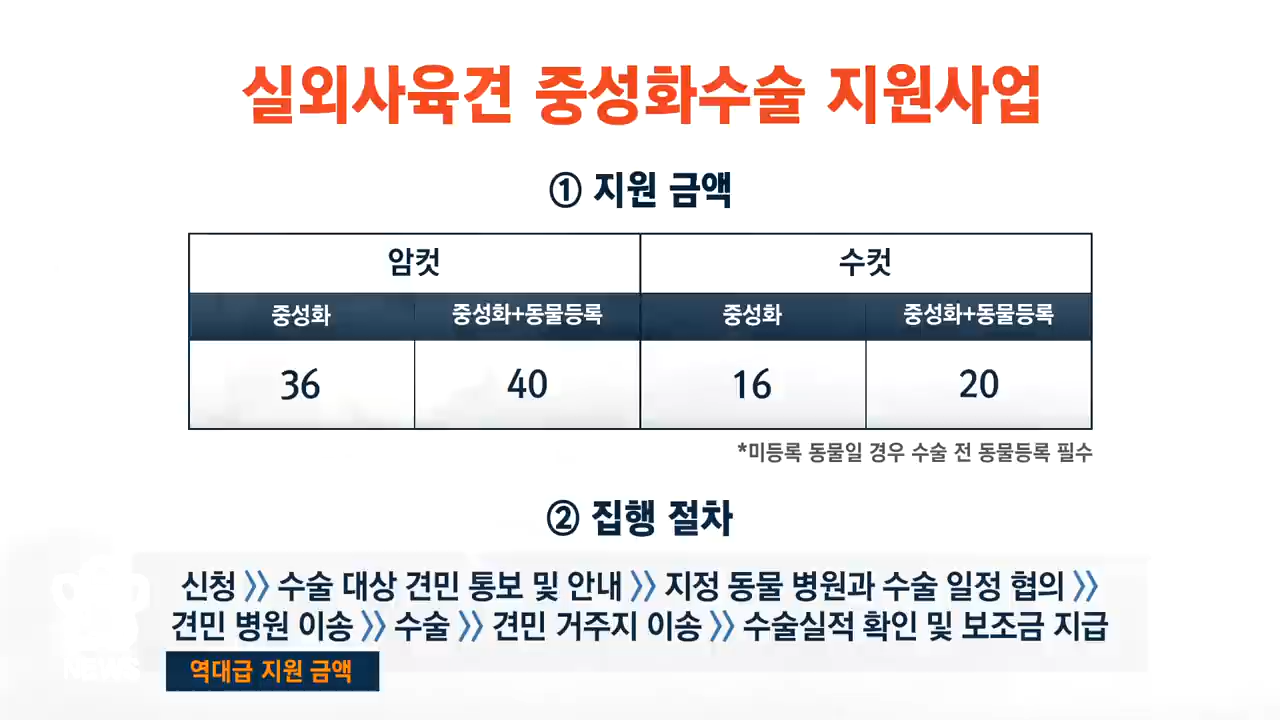 실외사육견 중성화수술 지원사업
① 지원 금액
암컷 수컷
중성화 중성화+동물등록 중성화 중성화+동물등록
36 40 16 20
*미등록 동물일 경우 수술 전 동물등록 필수
② 집행 절차
신청 》 수술 대상 견민 통보 및 안내 》 지정 동물 병원과 수술 일정 협의 》
견민 병원 이송 》 수술 》 견민 거주지 이송 》 수술실적 확인 및 보조금 지급
NEWS
역대급 지원 금액